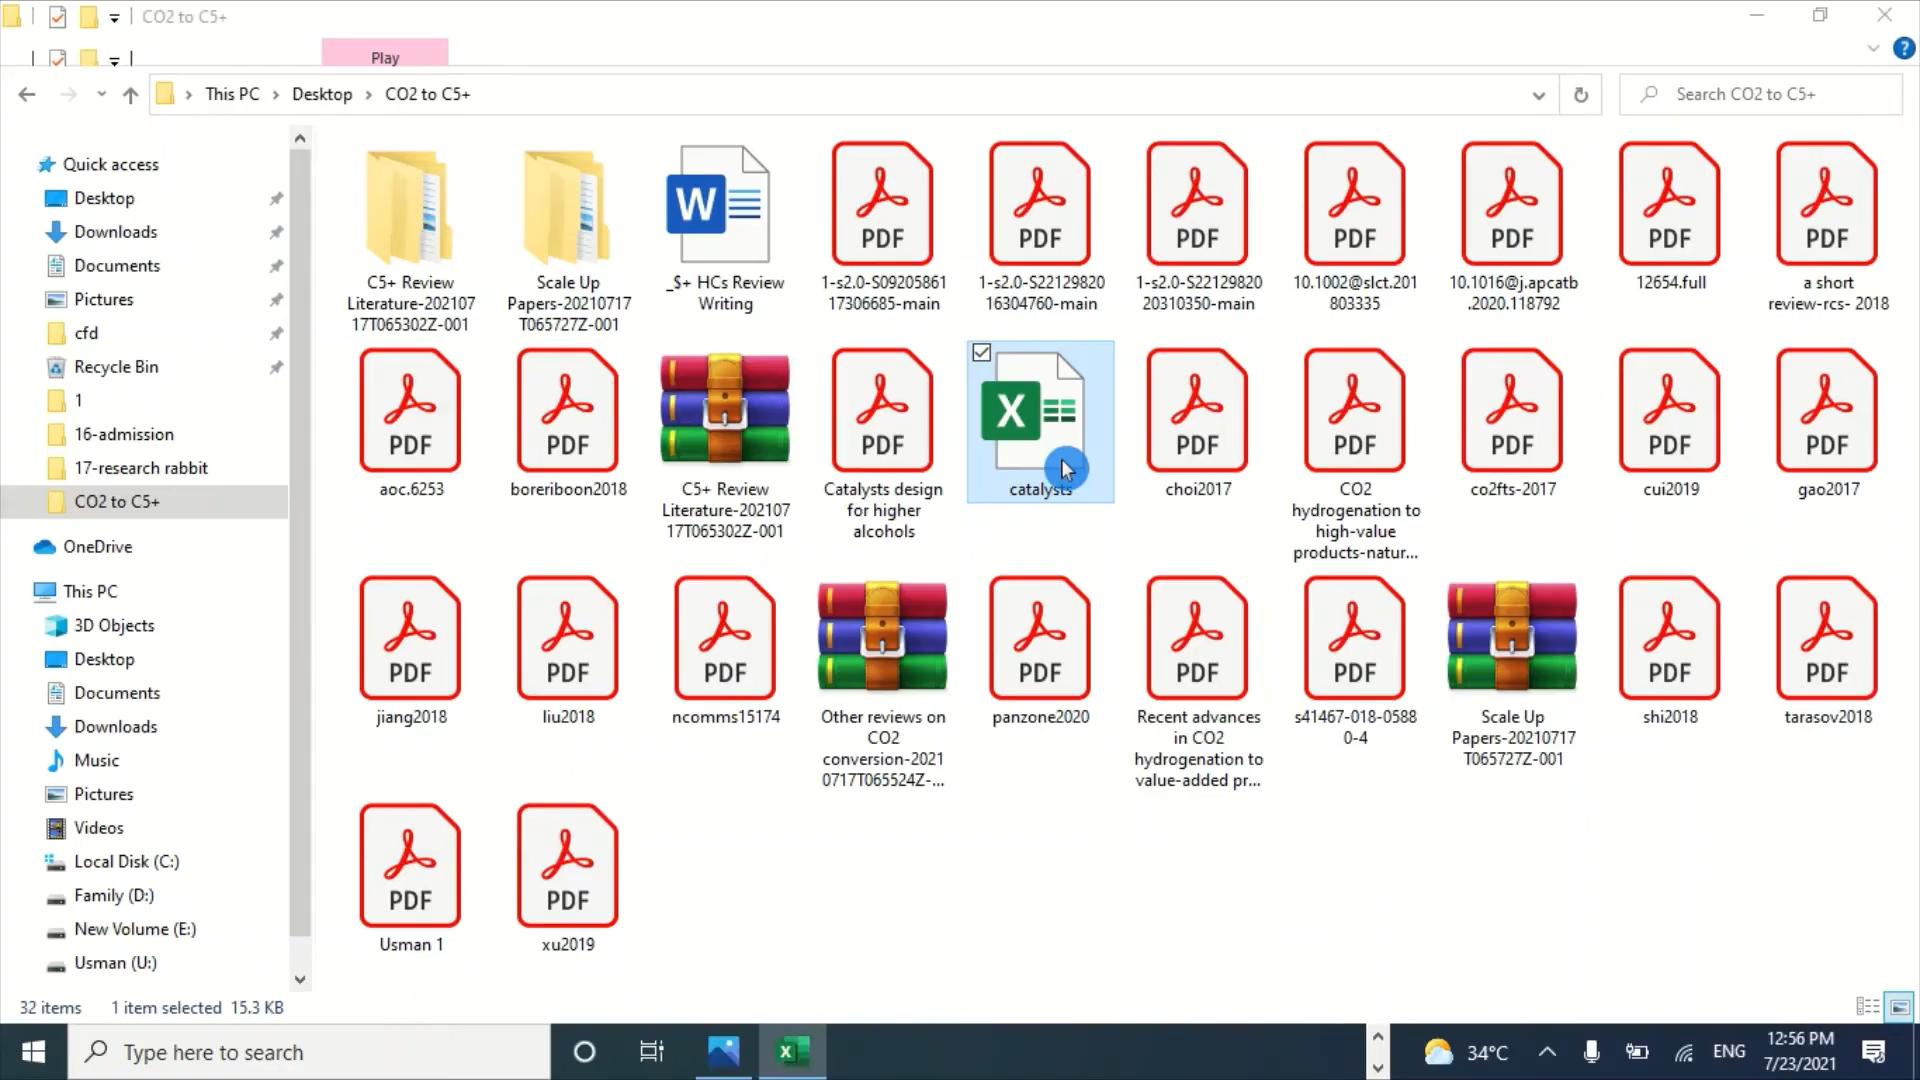 CO2 to C5+
Play
This PC > Desktop > CO2 to C5+
Search CO2 to C5+
Quick access
Desktop
Downloads
Documents
Pictures
cfd
Recycle Bin
1
16-admission
17-research rabbit
CO2 to C5+
OneDrive
This PC
3D Objects
Desktop
Documents
Downloads
Music
Pictures
Videos
Local Disk (C:)
Family (D:)
New Volume (E:)
Usman (U:)
C5+ Review
Literature-202107
17T065302Z-001
Scale Up
Papers-20210717
T065727Z-001
W
_$+ HCs Review
Writing
PDF
1-s2.0-S09205861
17306685-main
PDF
1-s2.0-S22129820
16304760-main
PDF
1-s2.0-S22129820
20310350-main
PDF
10.1002@slct.201
803335
PDF
10.1016@j.apcatb
.2020.118792
PDF
12654.full
PDF
a short
review-rcs- 2018
PDF
aoc.6253
PDF
boreriboon2018
C5+ Review
Literature-202107
17T065302Z-001
PDF
Catalysts design
for higher
alcohols
X
catalysts
PDF
choi2017
PDF
CO2
hydrogenation to
high-value
products-natur...
PDF
co2fts-2017
PDF
cui2019
PDF
gao2017
PDF
jiang2018
PDF
liu2018
PDF
ncomms15174
Other reviews on
CO2
conversion-2021
0717T065524Z-...
PDF
panzone2020
PDF
Recent advances
in CO2
hydrogenation to
value-added pr...
PDF
s41467-018-0588
0-4
Scale Up
Papers-20210717
T065727Z-001
PDF
shi2018
PDF
tarasov2018
PDF
Usman 1
PDF
xu2019
32 items 1 item selected 15.3 KB
Type here to search
X
34°C
ENG
12:56 PM
7/23/2021